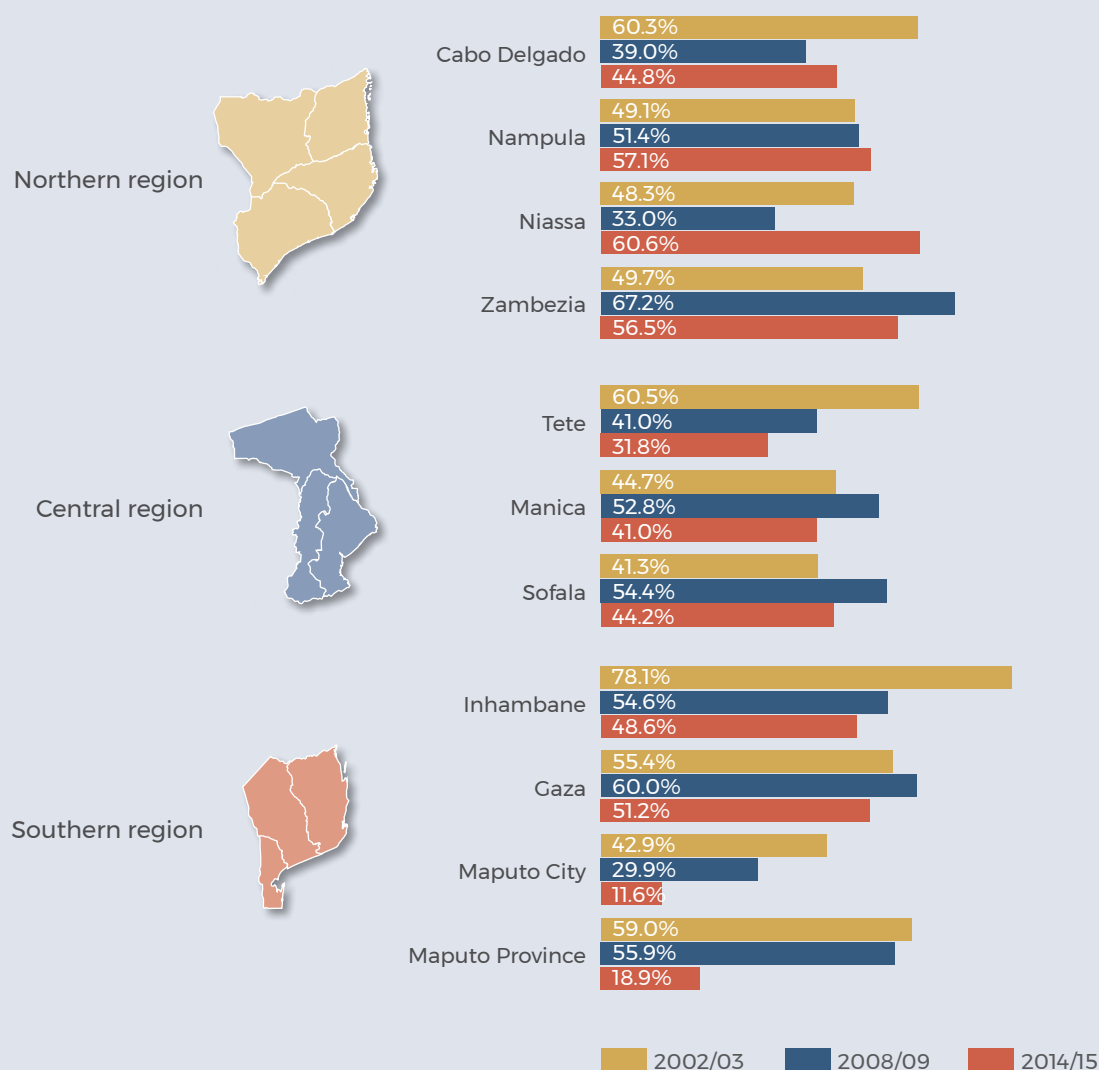 Northern region
Cabo Delgado
60.3%
39.0%
44.8%
Nampula
49.1%
51.4%
57.1%
Niassa
48.3%
33.0%
60.6%
Zambezia
49.7%
67.2%
56.5%
Central region
Tete
60.5%
41.0%
31.8%
Manica
44.7%
52.8%
41.0%
Sofala
41.3%
54.4%
44.2%
Southern region
Inhambane
78.1%
54.6%
48.6%
Gaza
55.4%
60.0%
51.2%
Maputo City
42.9%
29.9%
11.6%
Maputo Province
59.0%
55.9%
18.9%
2002/03 2008/09 2014/15